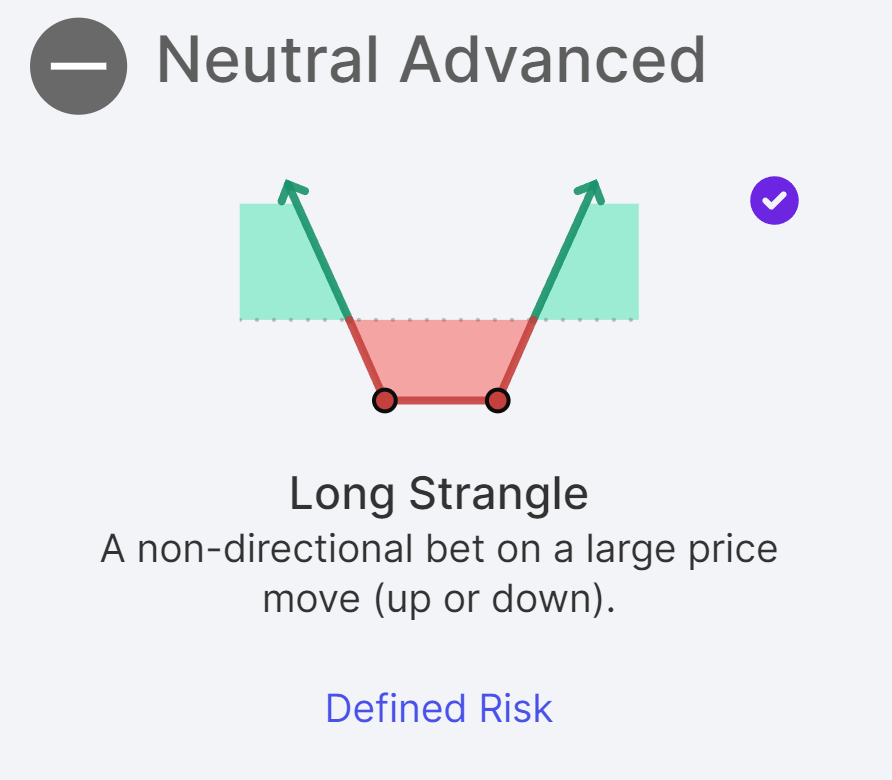 Neutral Advanced
Long Strangle
A non-directional bet on a large price
move (up or down).
Defined Risk